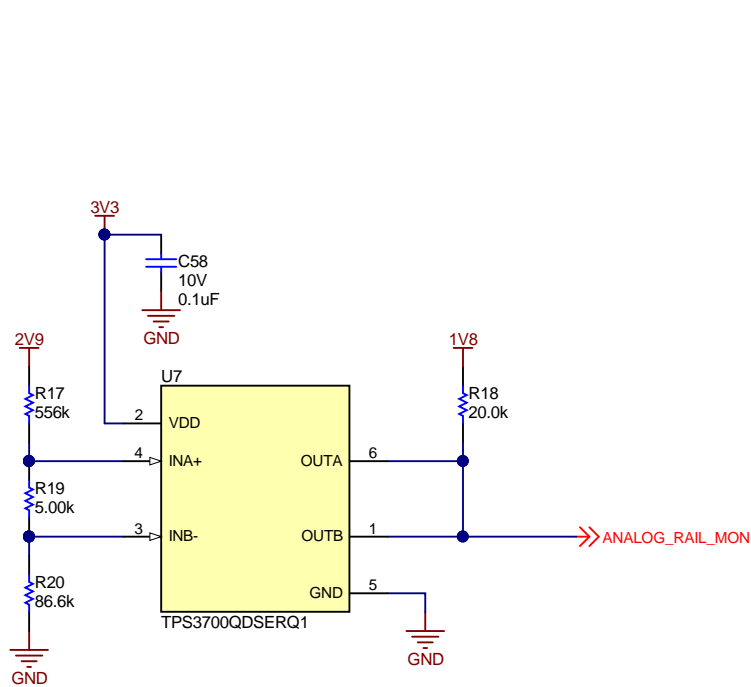 3V3
C58
10V
0.1uF
GND
2V9
R17
556k
R19
5.00k
R20
86.6k
GND
U7
2
VDD
4
INA+
3
INB-
OUTA
6
OUTB
1
GND
5
TPS3700QDSERQ1
1V8
R18
20.0k
ANALOG_RAIL_MON
GND